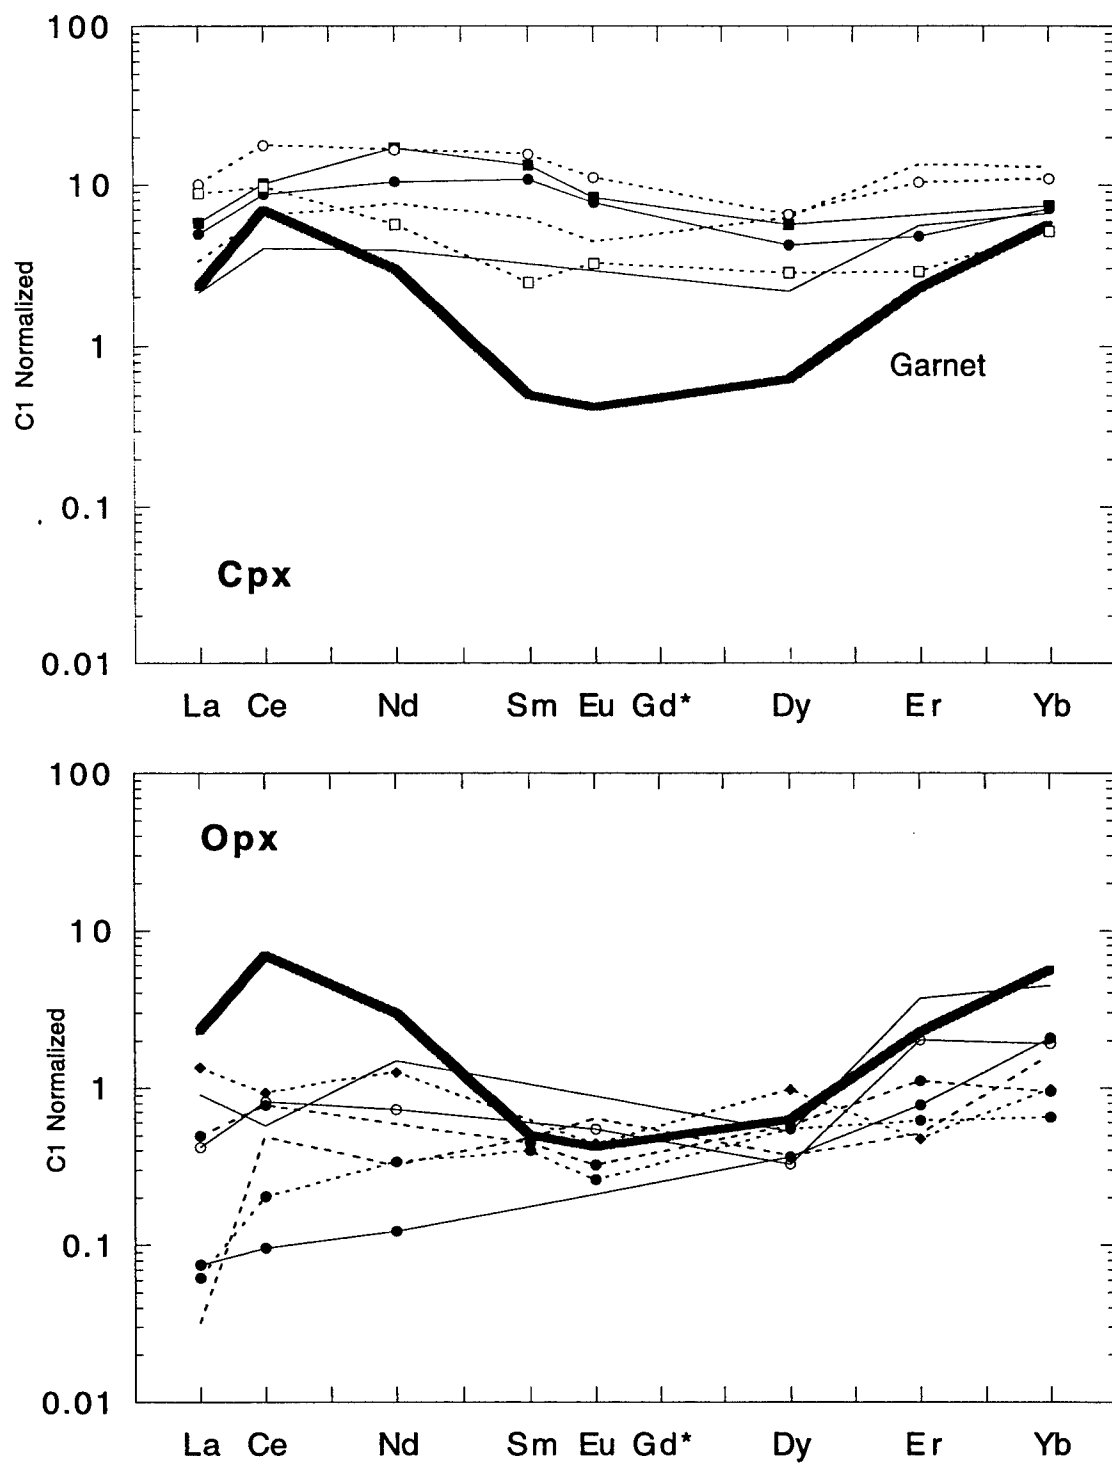 100
10
1
0.1
0.01
C1 Normalized
Garnet
Cpx
La Ce Nd Sm Eu Gd* Dy Er Yb
100
10
1
0.1
0.01
C1 Normalized
Opx
La Ce Nd Sm Eu Gd* Dy Er Yb